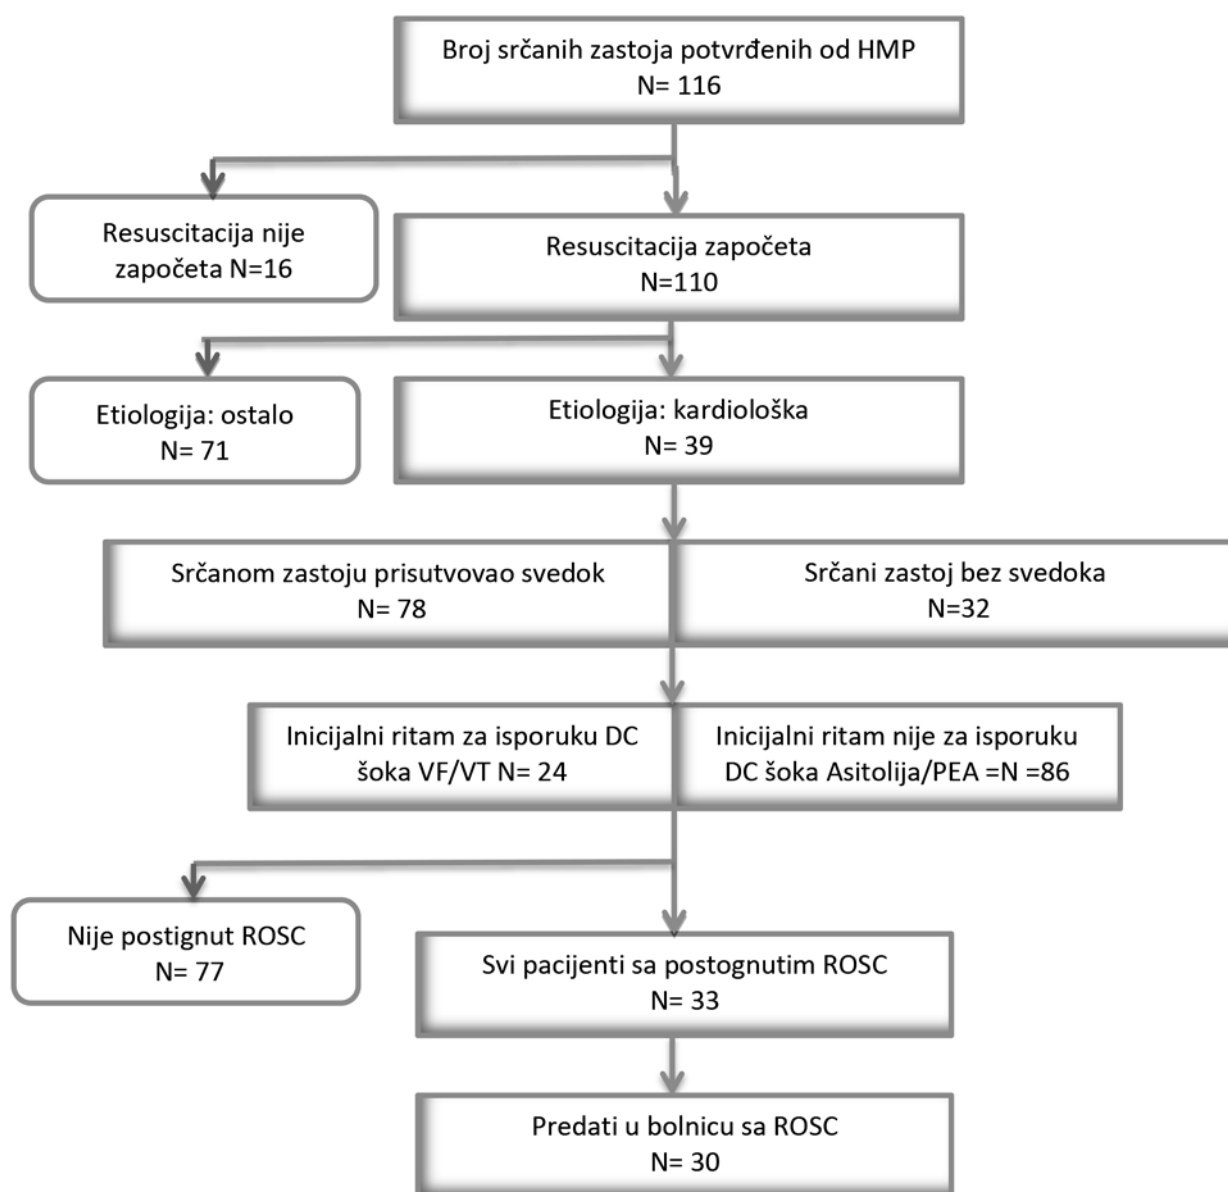 Broj srčanih zastoja potvrđenih od HMP
N= 116
Resuscitacija nije
započeta N=16
Resuscitacija započeta
N=110
Etiologija: ostalo
N= 71
Etiologija: kardiološka
N= 39
Srčanom zastoju prisutvovao svedok
N= 78
Srčani zastoj bez svedoka
N=32
Inicijalni ritam za isporuku DC
šoka VF/VT N= 24
Inicijalni ritam nije za isporuku
DC šoka Asitolija/PEA =N =86
Nije postignut ROSC
N= 77
Svi pacijenti sa postognutim ROSC
N= 33
Predati u bolnicu sa ROSC
N= 30